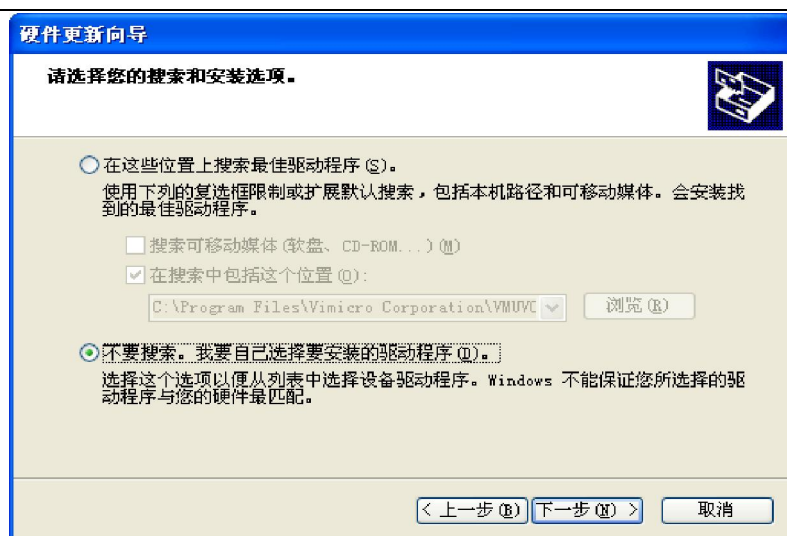 硬件更新向导
请选择您的搜索和安装选项。
在这些位置上搜索最佳驱动程序(S)。
使用下列的复选框限制或扩展默认搜索，包括本机路径和可移动媒体。会安装找
到的最佳驱动程序。
搜索可移动媒体(软盘、CD-ROM...)(M)
在搜索中包括这个位置(O):
C:\Program Files\Vimicro Corporation\VMUVC
浏览(R)
不要搜索。我要自己选择要安装的驱动程序(D)。
选择这个选项以便从列表中选择设备驱动程序。Windows 不能保证您所选择的驱
动程序与您的硬件最匹配。
< 上一步(B) 下一步(N) > 取消